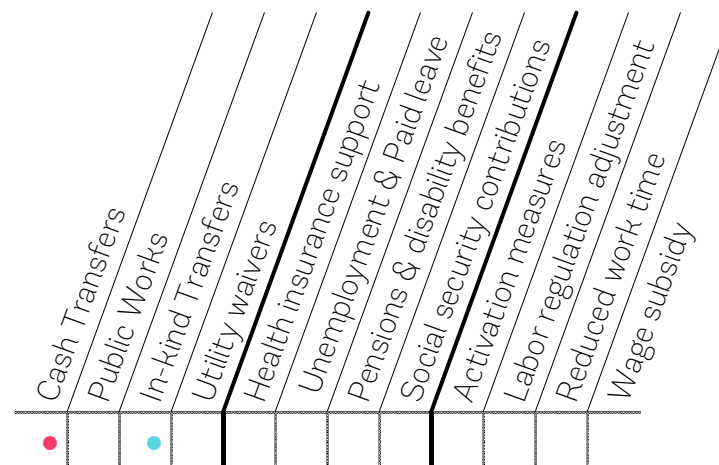 Cash Transfers
Public Works
In-kind Transfers
Utility waivers
Health insurance support
Unemployment & Paid leave
Pensions & disability benefits
Social security contributions
Activation measures
Labor regulation adjustment
Reduced work time
Wage subsidy